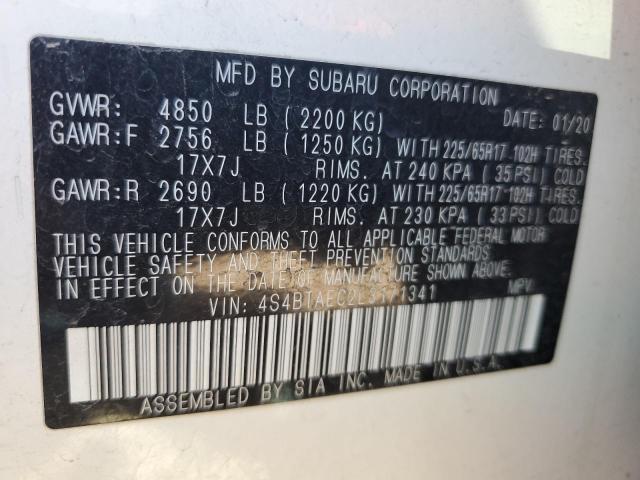 MFD BY SUBARU CORPORATION
GVWR: 4850 LB (2200 KG) DATE: 01/20
GAWR:F 2756 LB (1250 KG) WITH 225/65R17 102H TIRES.
17X7J RIMS. AT 240 KPA (35 PSI) COLD
GAWR:R 2690 LB (1220 KG) WITH 225/65R17 102H TIRES.
17X7J RIMS. AT 230 KPA (33 PSI) COLD
THIS VEHICLE CONFORMS TO ALL APPLICABLE FEDERAL MOTOR
VEHICLE SAFETY AND THEFT PREVENTION STANDARDS
IN EFFECT ON THE DATE OF MANUFACTURE SHOWN ABOVE.
VIN: 4S4BTAEC2L3171341 MPV
ASSEMBLED BY SIA INC. MADE IN U.S.A.